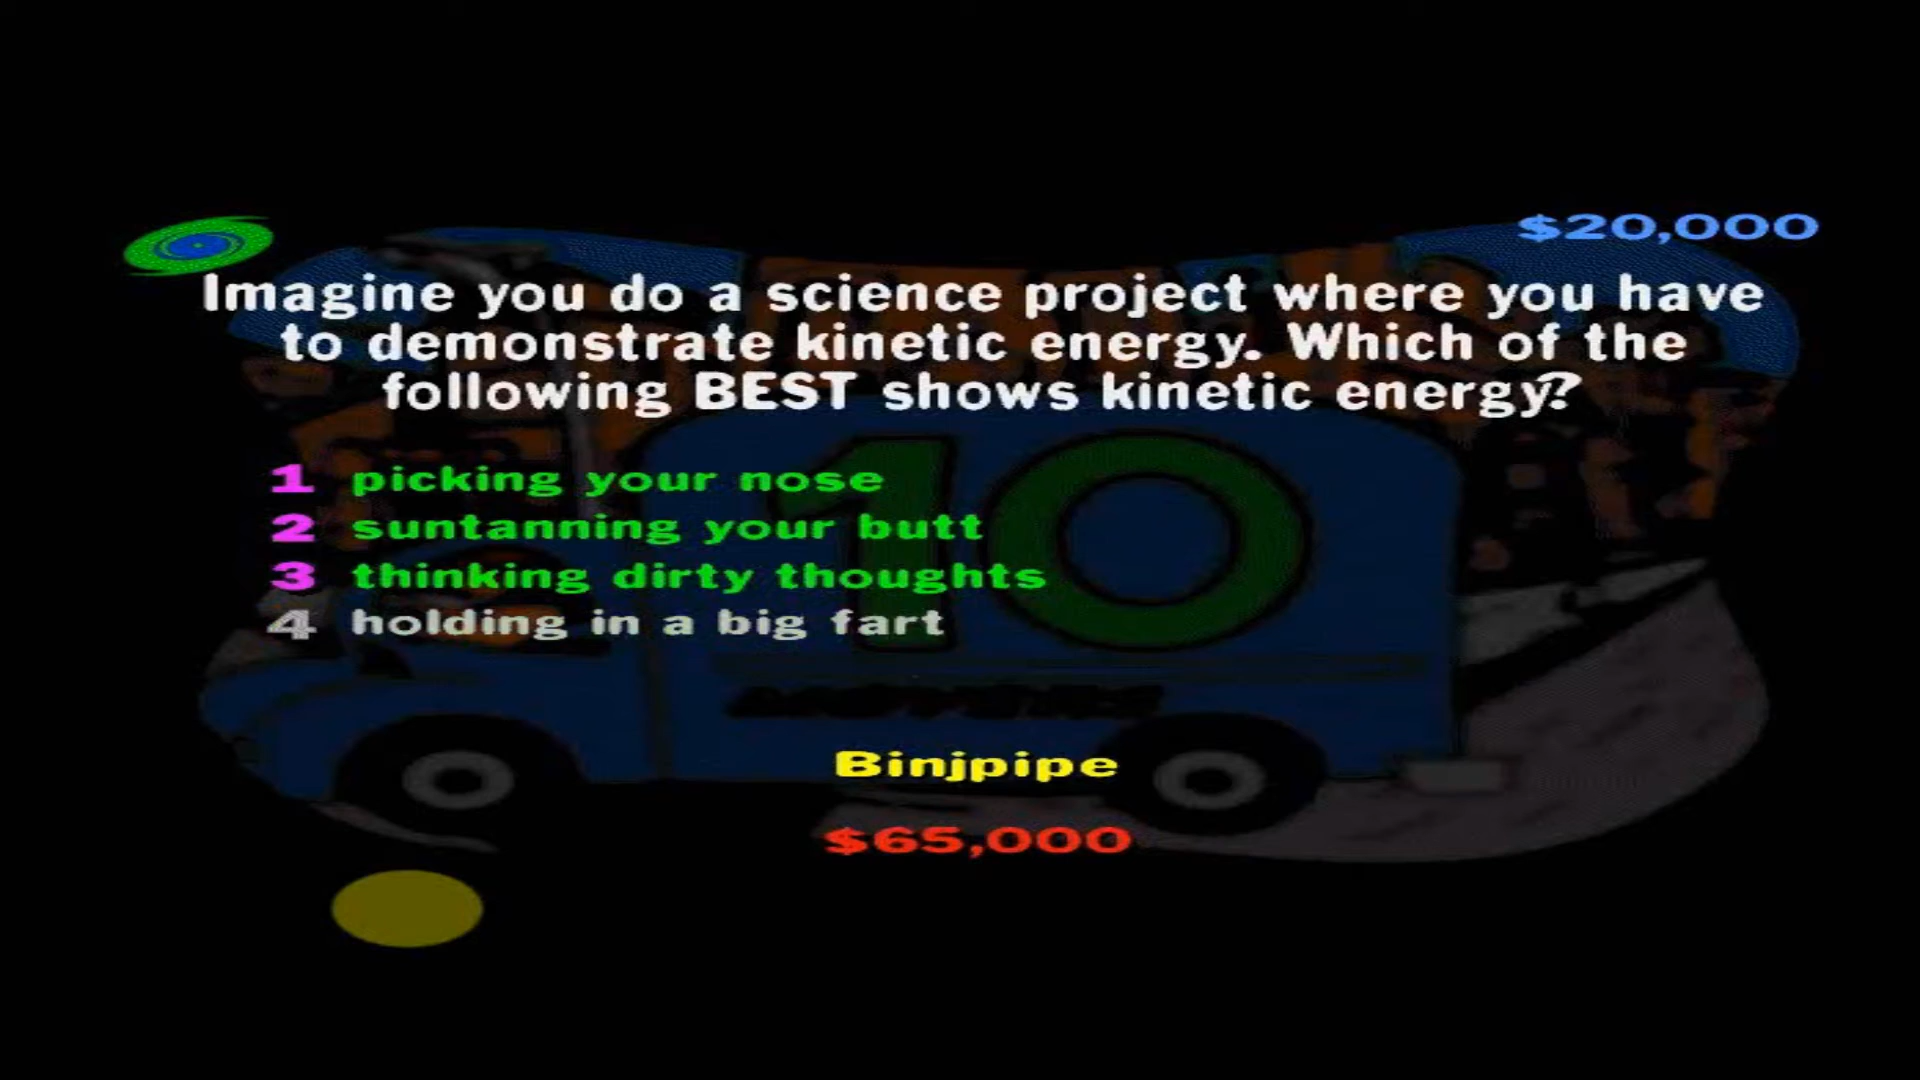 $20,000
Imagine you do a science project where you have
to demonstrate kinetic energy. Which of the
following BEST shows kinetic energy?
1 picking your nose
2 suntanning your butt
3 thinking dirty thoughts
4 holding in a big fart
10
Binjpipe
$65,000